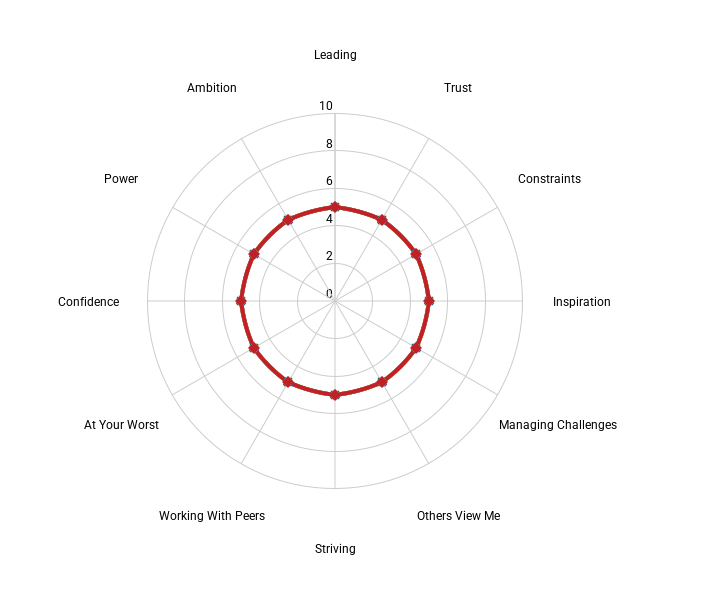 Leading
Ambition
Trust
10
8
Power
Constraints
6
4
2
0
Confidence
Inspiration
At Your Worst
Managing Challenges
Working With Peers
Others View Me
Striving